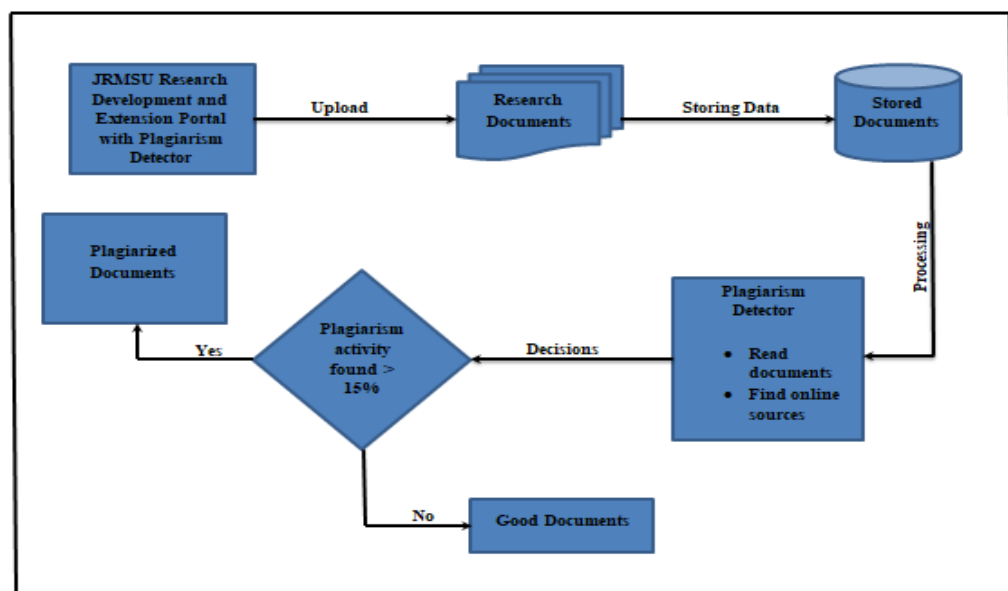 JRMSU Research
Development and
Extension Portal
with Plagiarism
Detector
Upload
Research
Documents
Storing Data
Stored
Documents
Processing
Plagiarism
Detector
• Read
documents
• Find online
sources
Decisions
Plagiarism
activity
found >
15%
Yes
Plagiarized
Documents
No
Good Documents